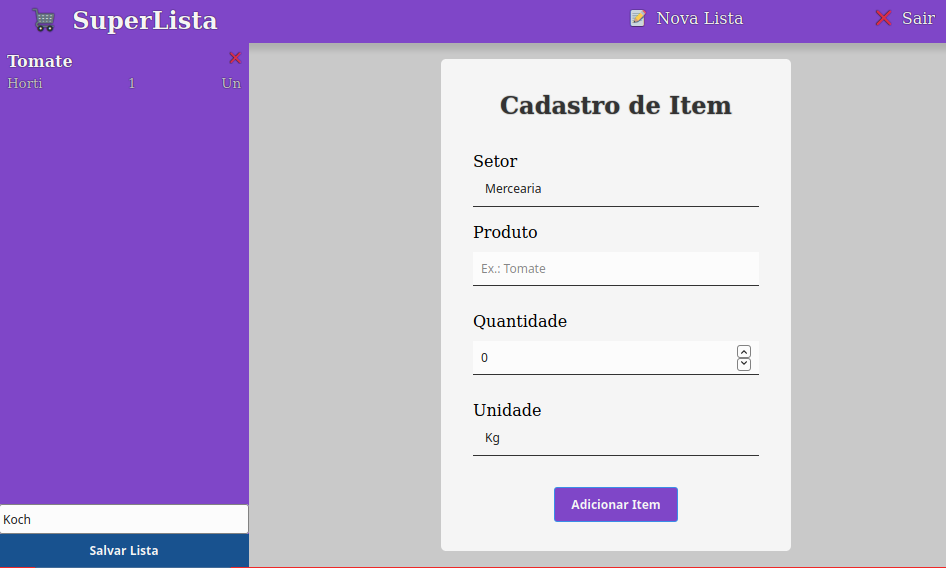 SuperLista
Nova Lista
Sair
Tomate
Horti 1 Un
Koch
Salvar Lista
Cadastro de Item
Setor
Mercearia
Produto
Ex.: Tomate
Quantidade
0
Unidade
Kg
Adicionar Item